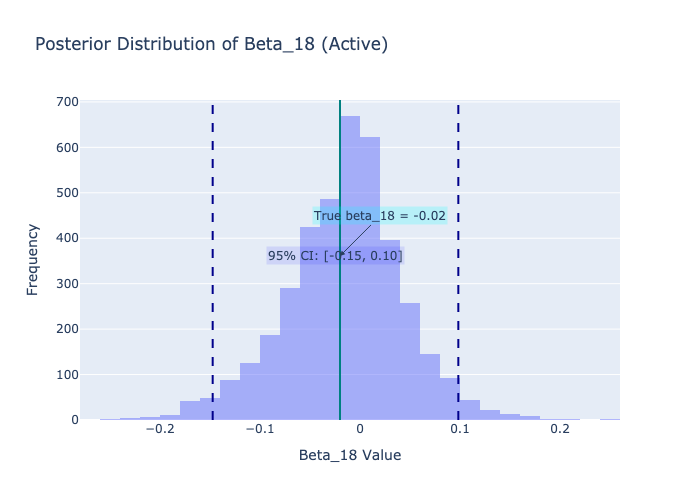 Posterior Distribution of Beta_18 (Active)
700
600
500
400
300
200
100
0
Frequency
True beta_18 = -0.02
95% CI: [-0.15, 0.10]
−0.2
−0.1
0
0.1
0.2
Beta_18 Value